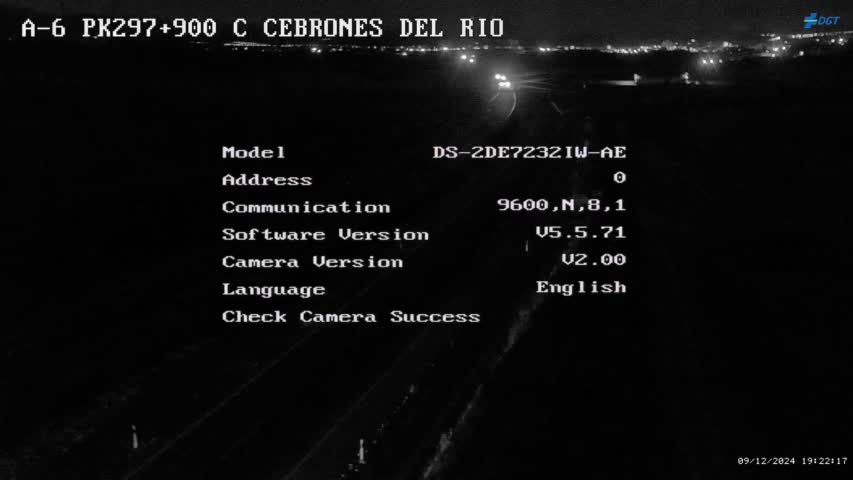 A-6 PK297+900 C CEBRONES DEL RIO
DGT
Model DS-2DE7232IW-AE
Address 0
Communication 9600,N,8,1
Software Version V5.5.71
Camera Version V2.00
Language English
Check Camera Success
09/12/2024 19:22:17